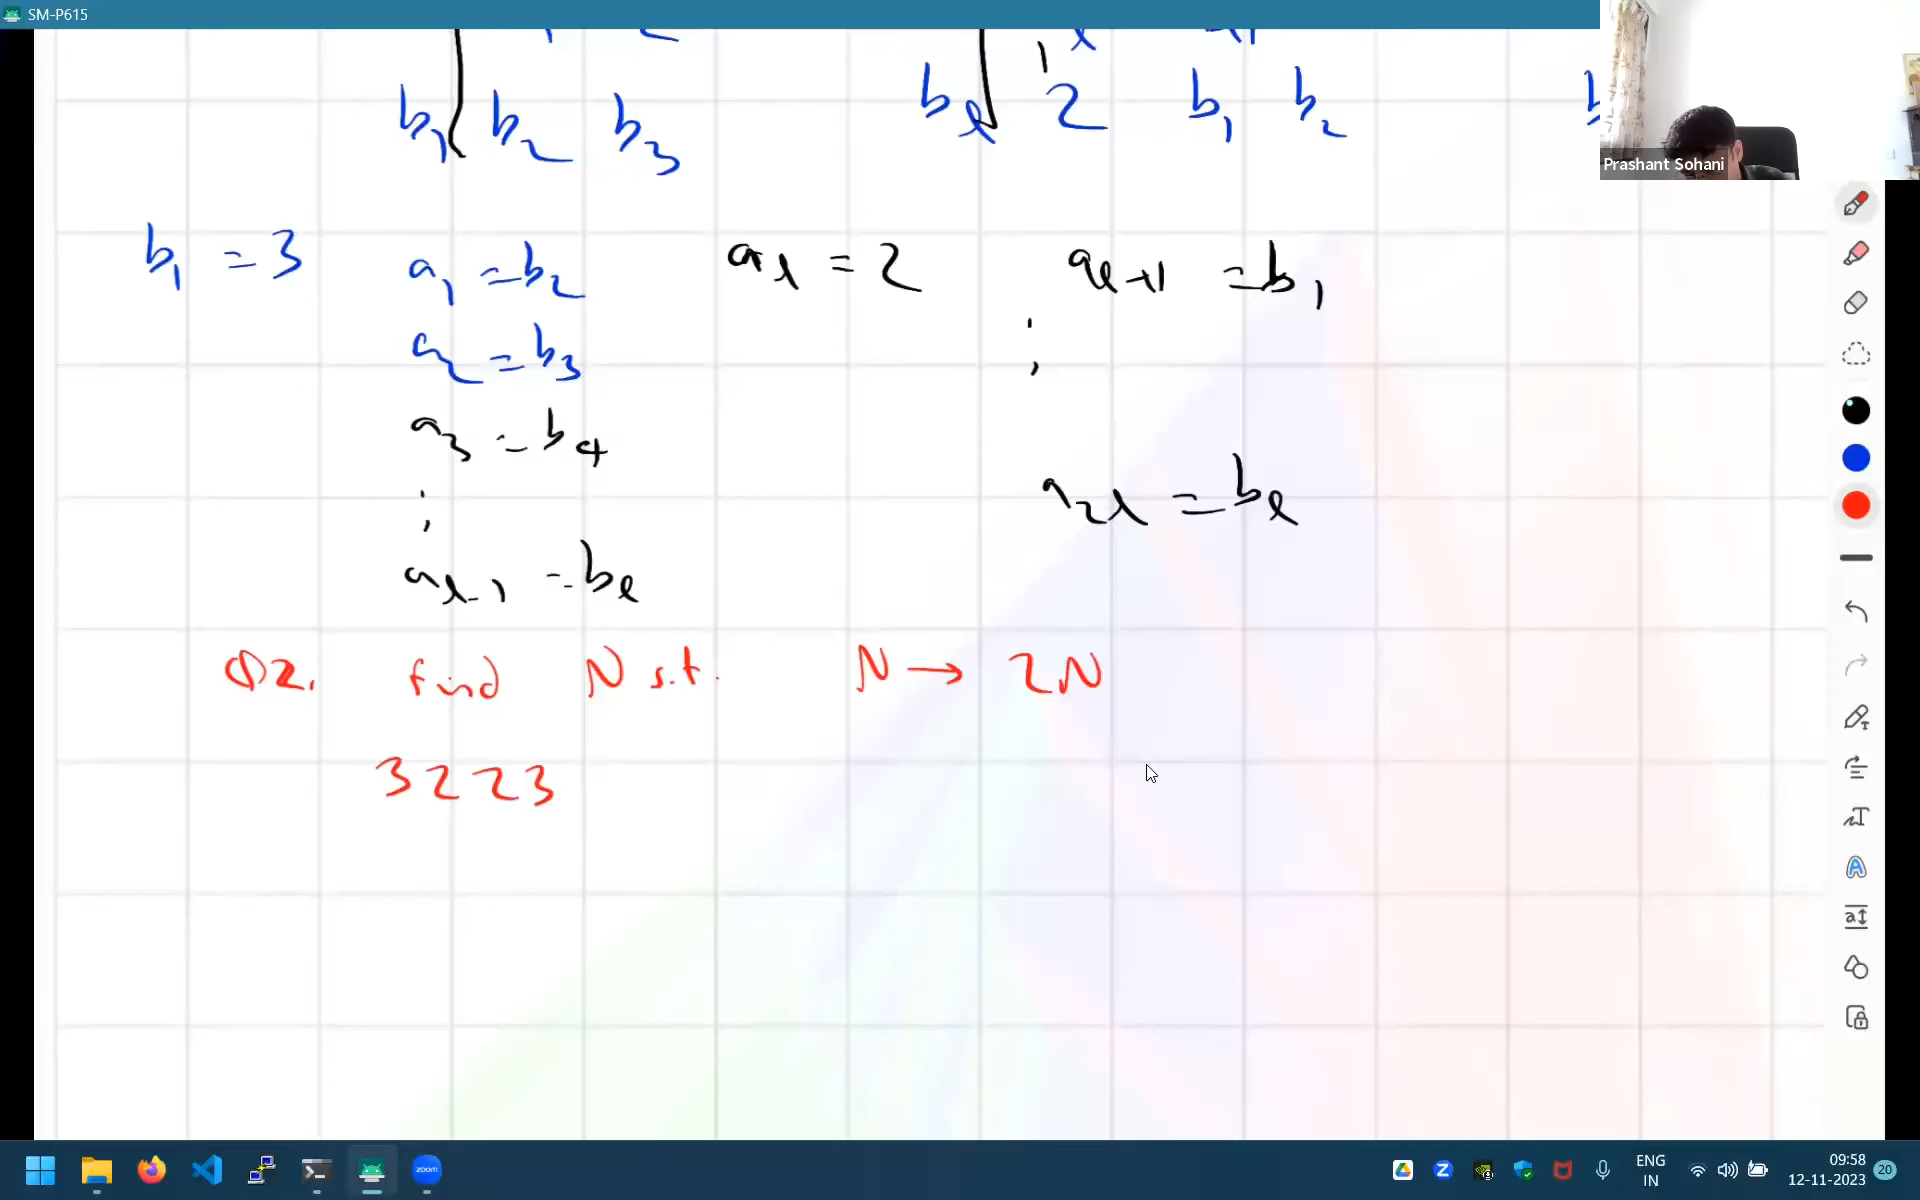 SM-P615
b₁ b₂ b₃ bₗ 2 b₁ b₂
Prashant Sohani
b₁ = 3 a₁ = b₂ aₗ = 2 aₗ₊₁ = b₁
a₂ = b₃
a₃ = b₄
a₂ₗ = bₗ
aₗ₋₁ = bₗ
Q2. find N s.t. N → 2N
3223
ENG 09:58
IN 12-11-2023 20